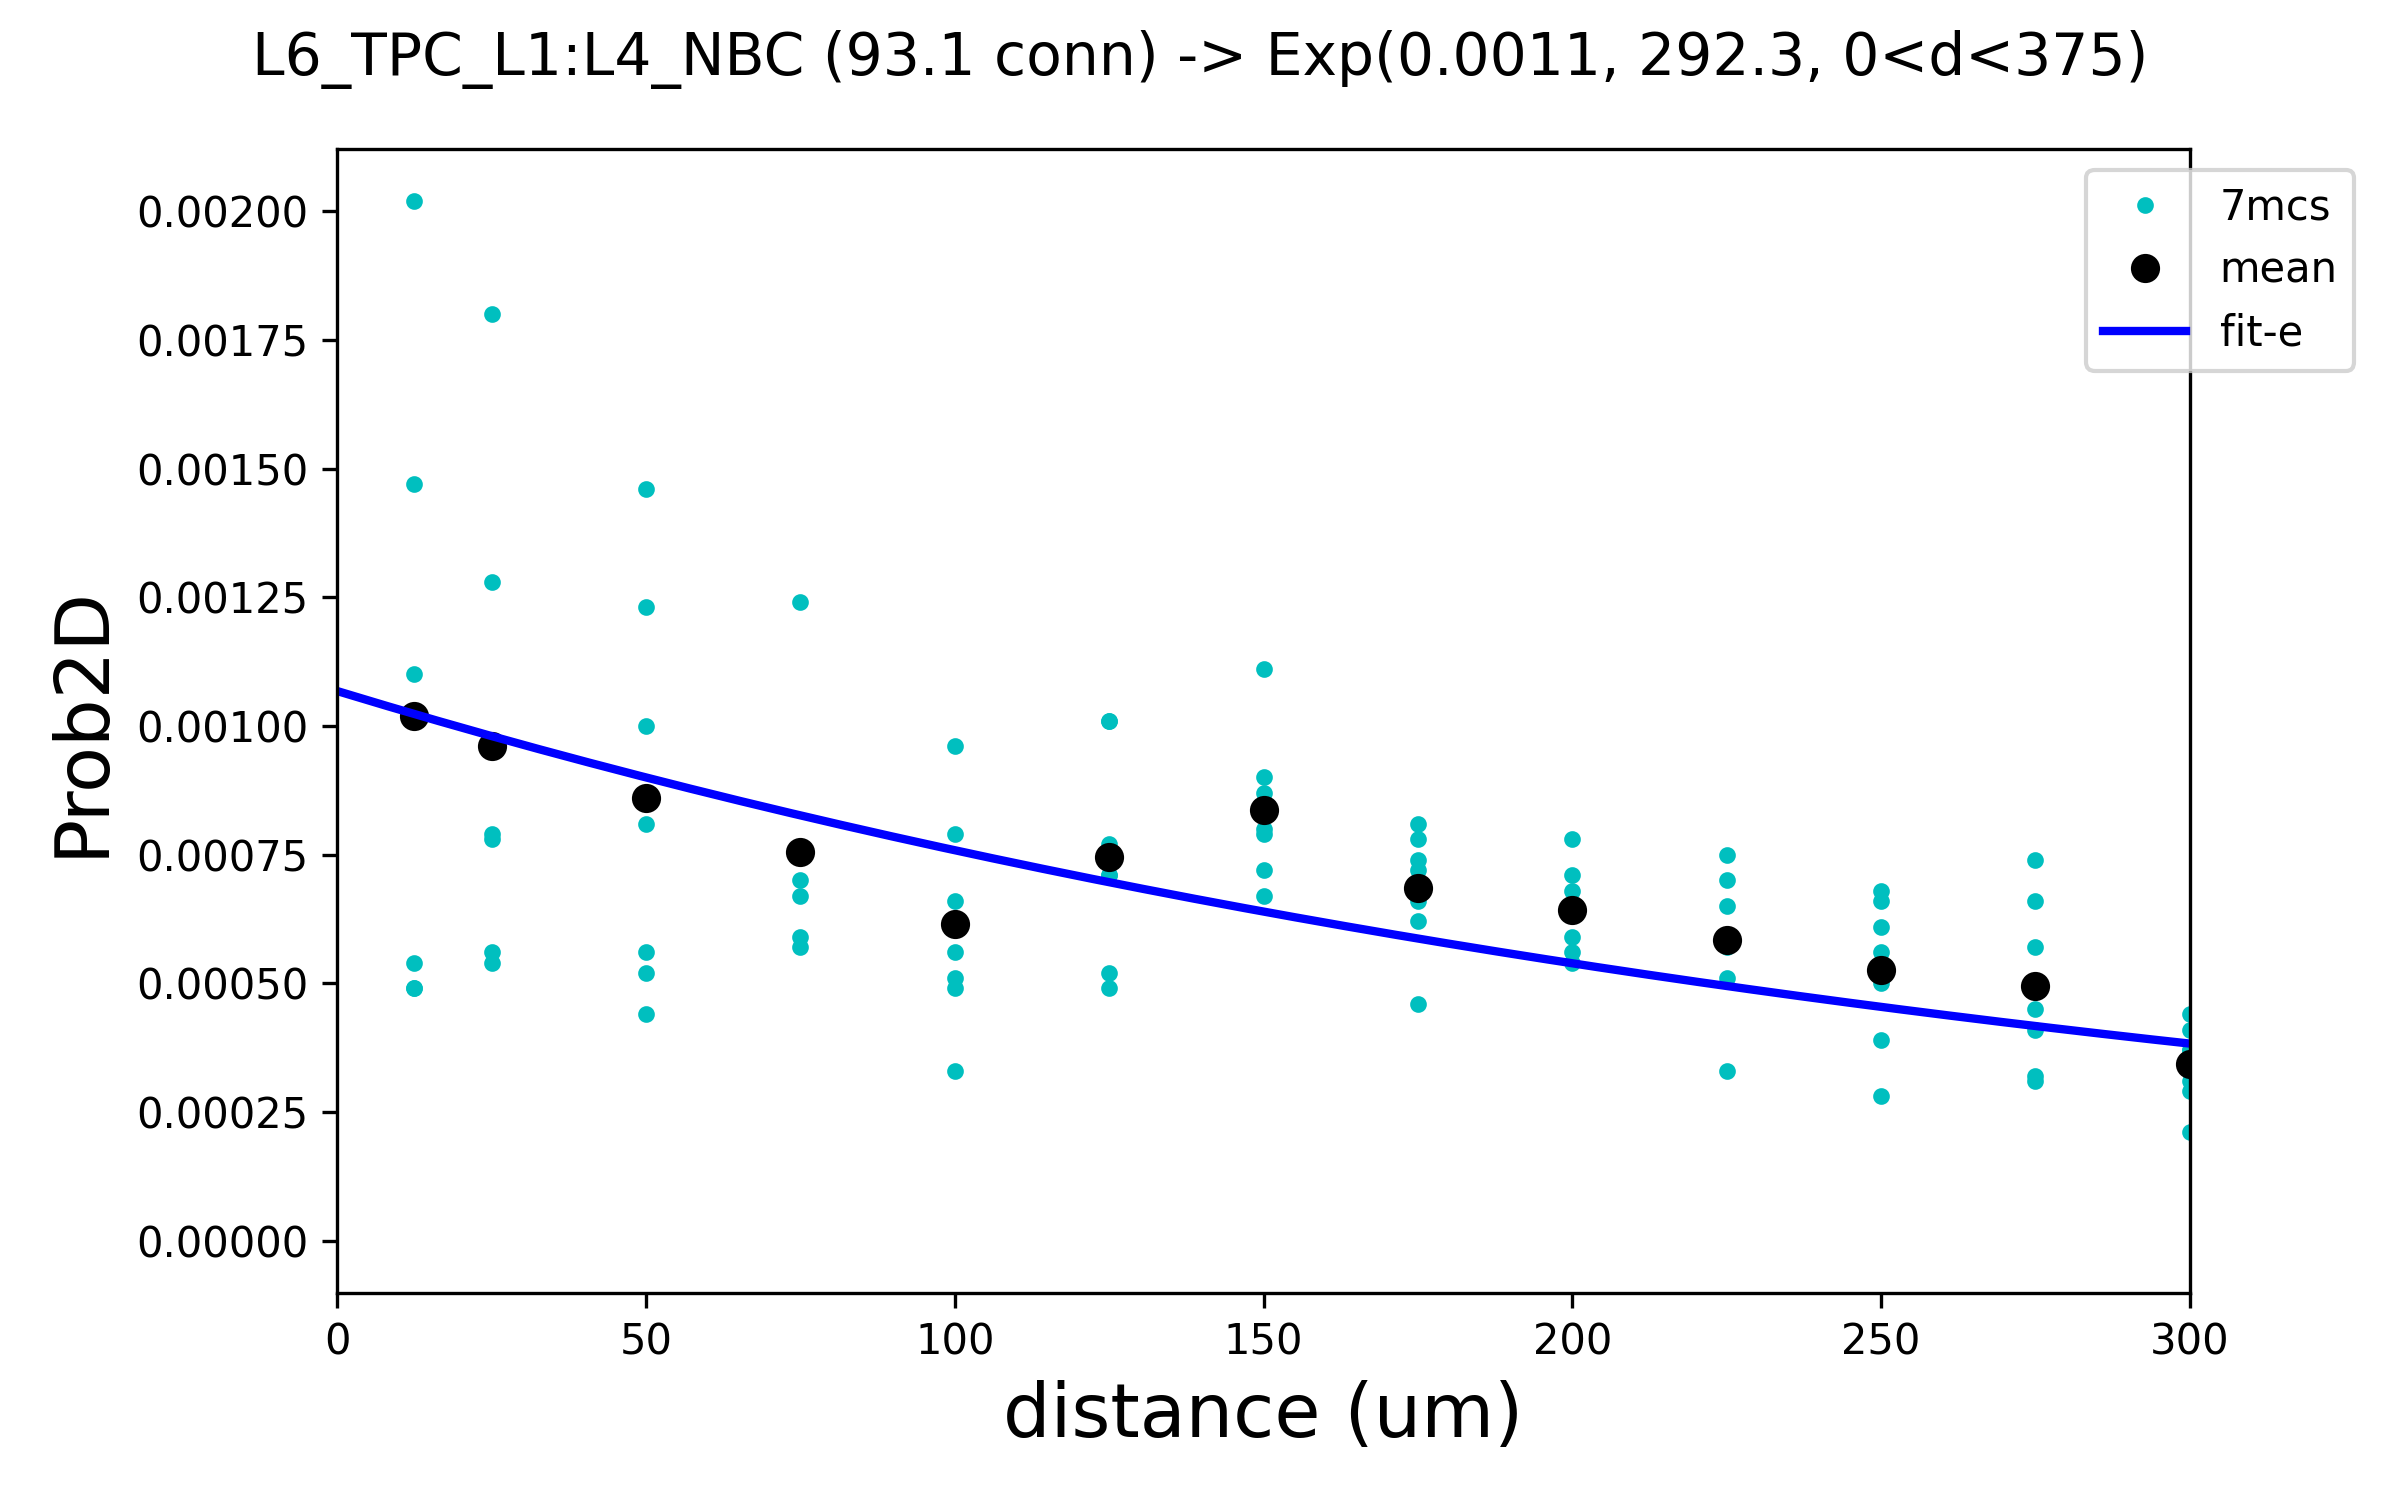 L6_TPC_L1:L4_NBC (93.1 conn) -> Exp(0.0011, 292.3, 0<d<375)
7mcs
mean
fit-e
Prob2D
0.00200
0.00175
0.00150
0.00125
0.00100
0.00075
0.00050
0.00025
0.00000
0 50 100 150 200 250 300
distance (um)